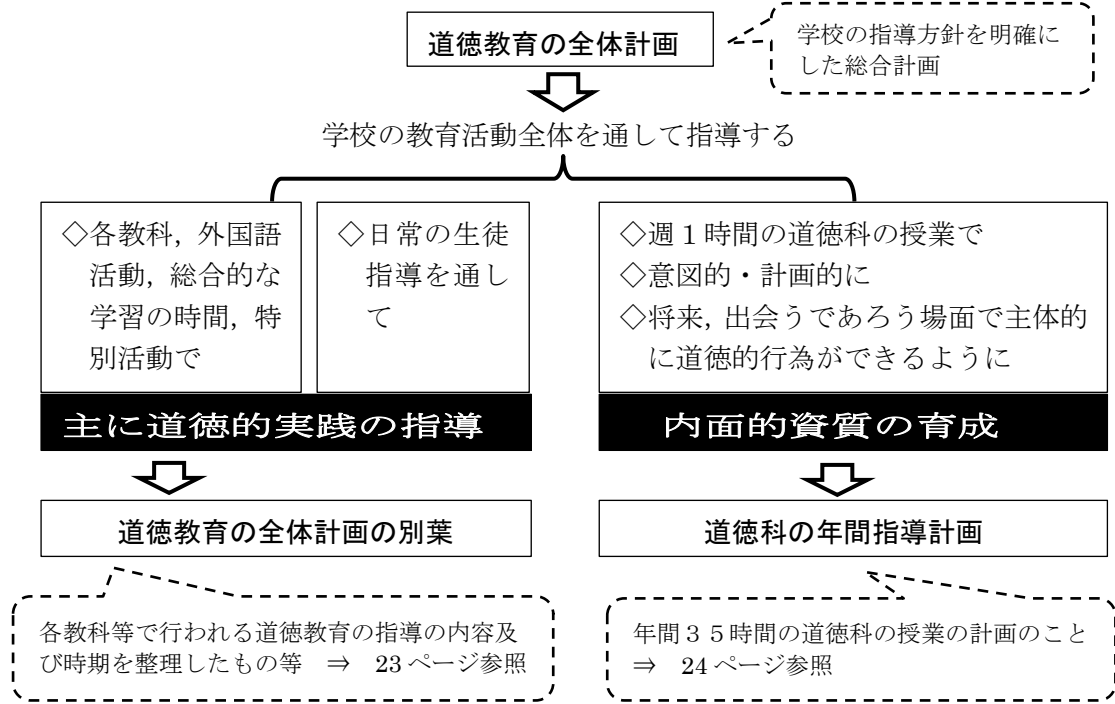 道徳教育の全体計画
学校の指導方針を明確に
した総合計画
学校の教育活動全体を通して指導する
◇各教科，外国語
活動，総合的な
学習の時間，特
別活動で
◇日常の生徒
指導を通し
て
主に道徳的実践の指導
◇週１時間の道徳科の授業で
◇意図的・計画的に
◇将来，出会うであろう場面で主体的
に道徳的行為ができるように
内面的資質の育成
道徳教育の全体計画の別葉
各教科等で行われる道徳教育の指導の内容及
び時期を整理したもの等　⇒　23 ページ参照
道徳科の年間指導計画
年間３５時間の道徳科の授業の計画のこと
⇒　24 ページ参照